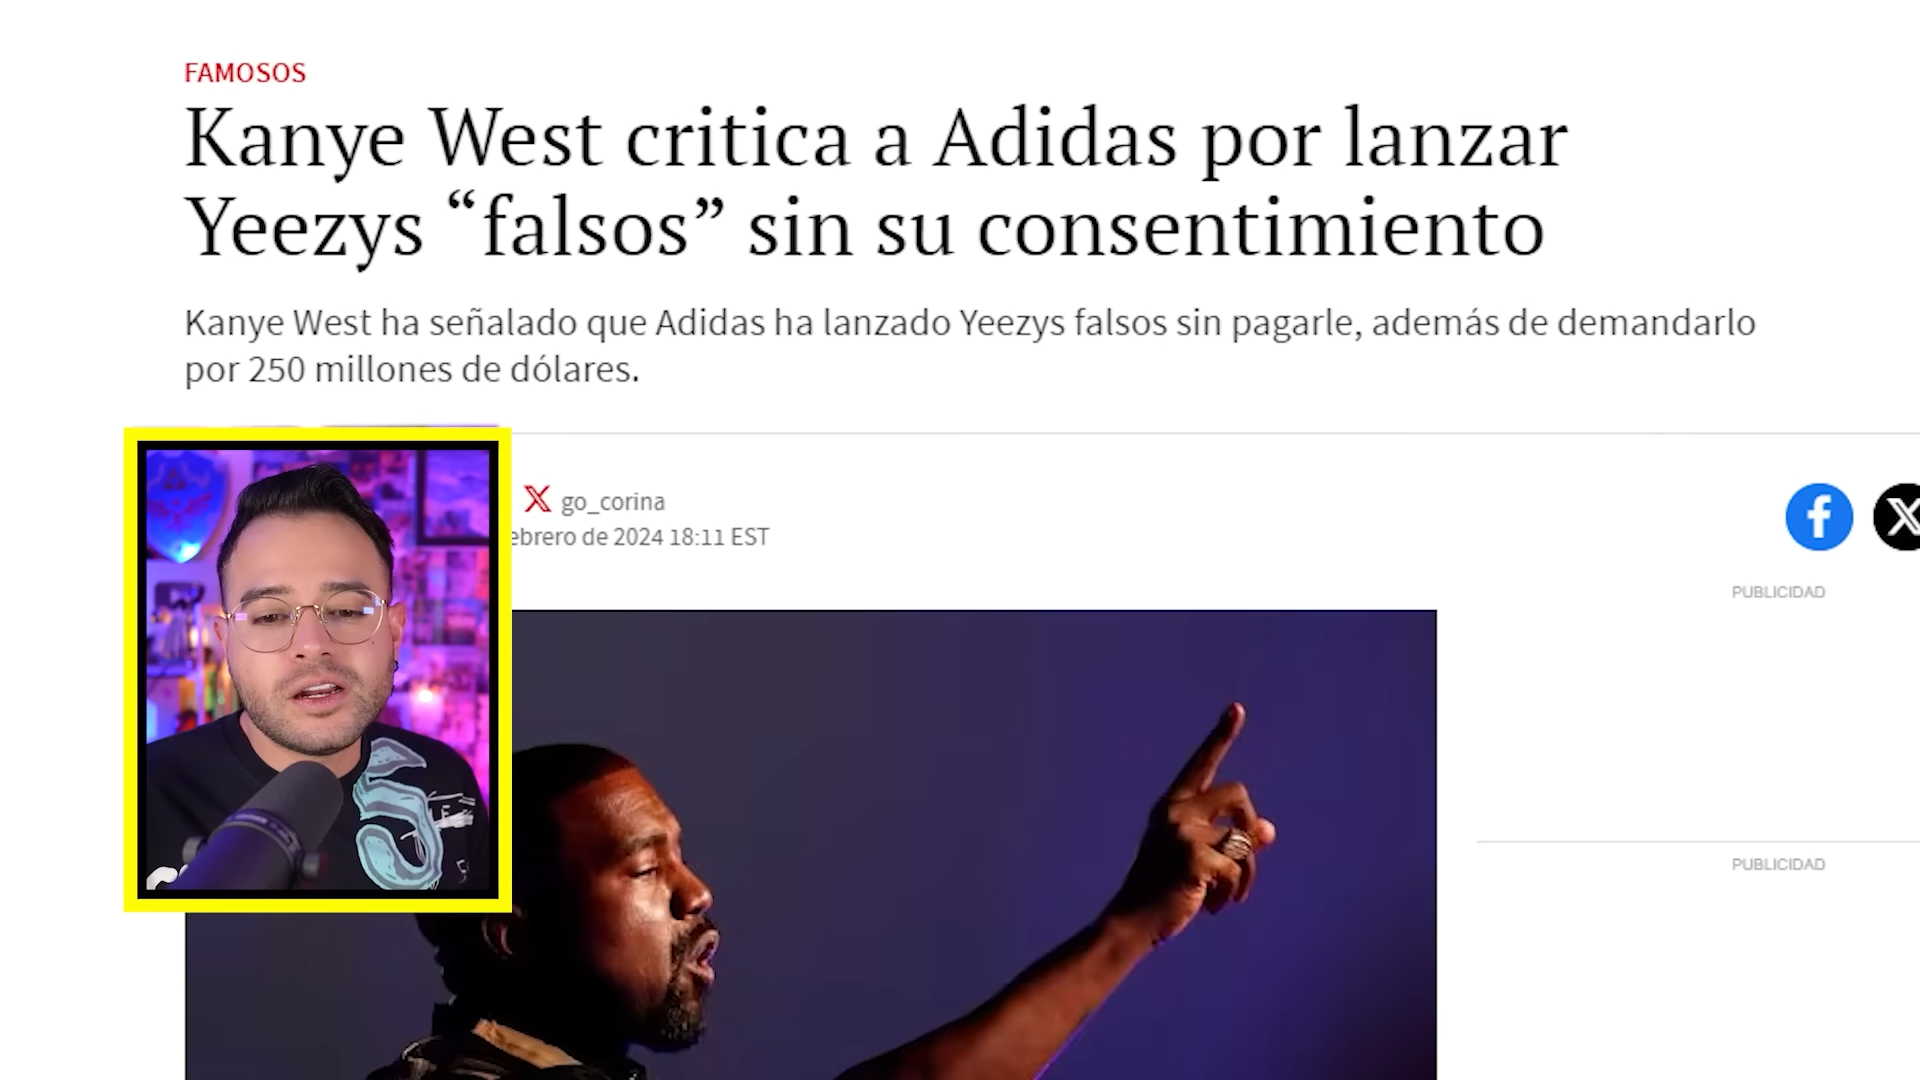 FAMOSOS
Kanye West critica a Adidas por lanzar
Yeezys “falsos” sin su consentimiento
Kanye West ha señalado que Adidas ha lanzado Yeezys falsos sin pagarle, además de demandarlo
por 250 millones de dólares.
go_corina
de 2024 18:11 EST
PUBLICIDAD
PUBLICIDAD